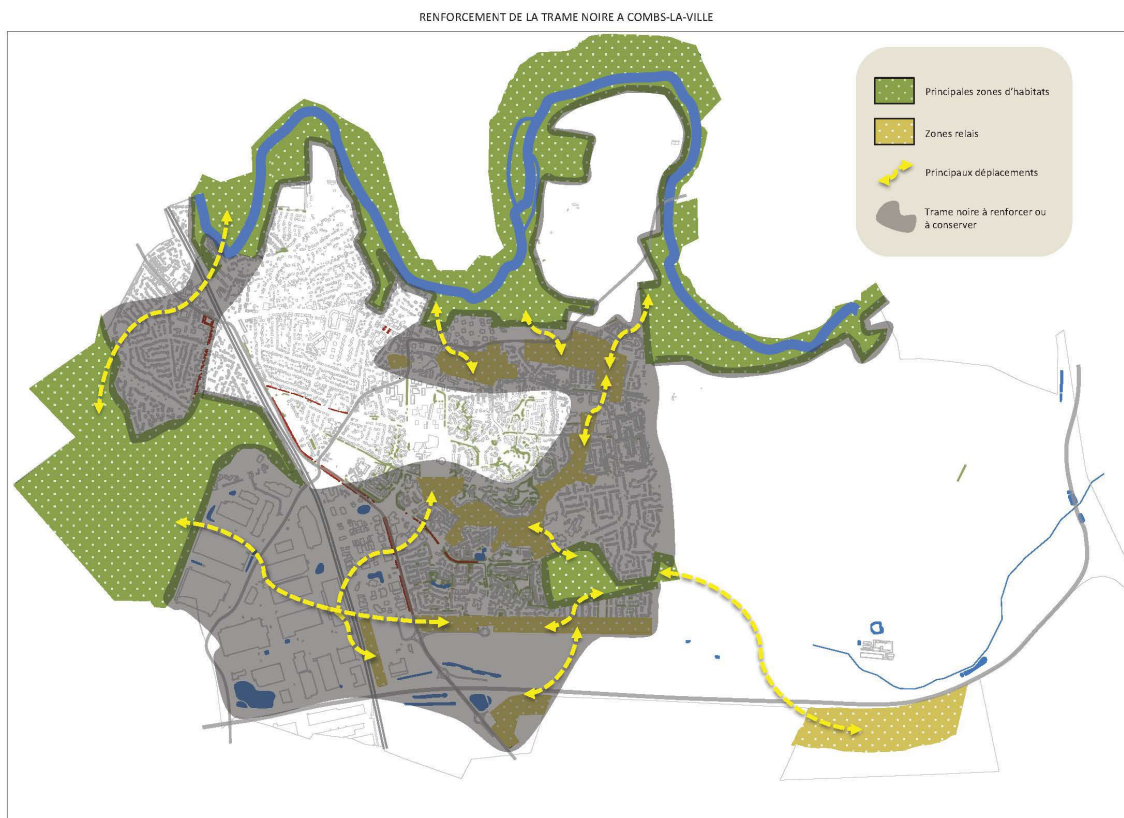 RENFORCEMENT DE LA TRAME NOIRE A COMBS-LA-VILLE
Principales zones d'habitats
Zones relais
Principaux déplacements
Trame noire à renforcer ou
à conserver